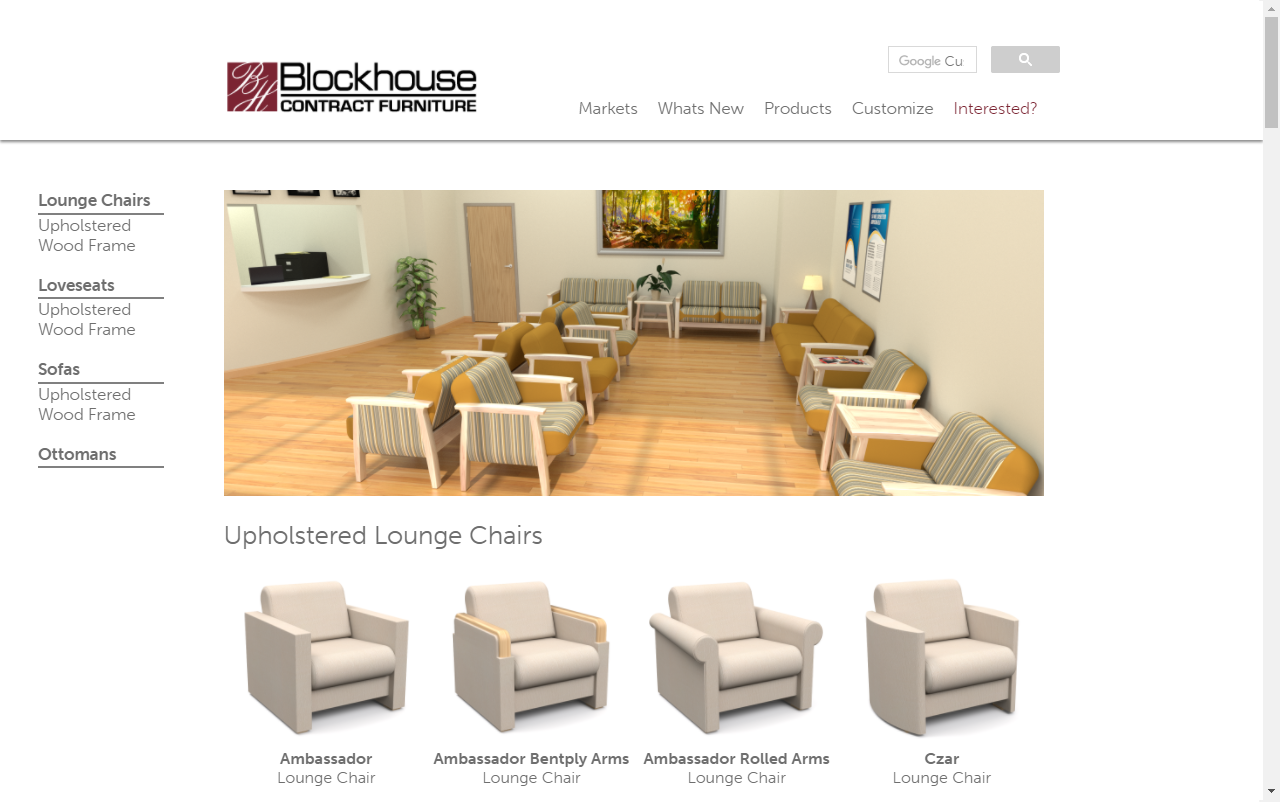 BH Blockhouse
CONTRACT FURNITURE
Google Cu
Markets Whats New Products Customize Interested?
Lounge Chairs
Upholstered
Wood Frame
Loveseats
Upholstered
Wood Frame
Sofas
Upholstered
Wood Frame
Ottomans
Upholstered Lounge Chairs
Ambassador
Lounge Chair
Ambassador Bentply Arms
Lounge Chair
Ambassador Rolled Arms
Lounge Chair
Czar
Lounge Chair